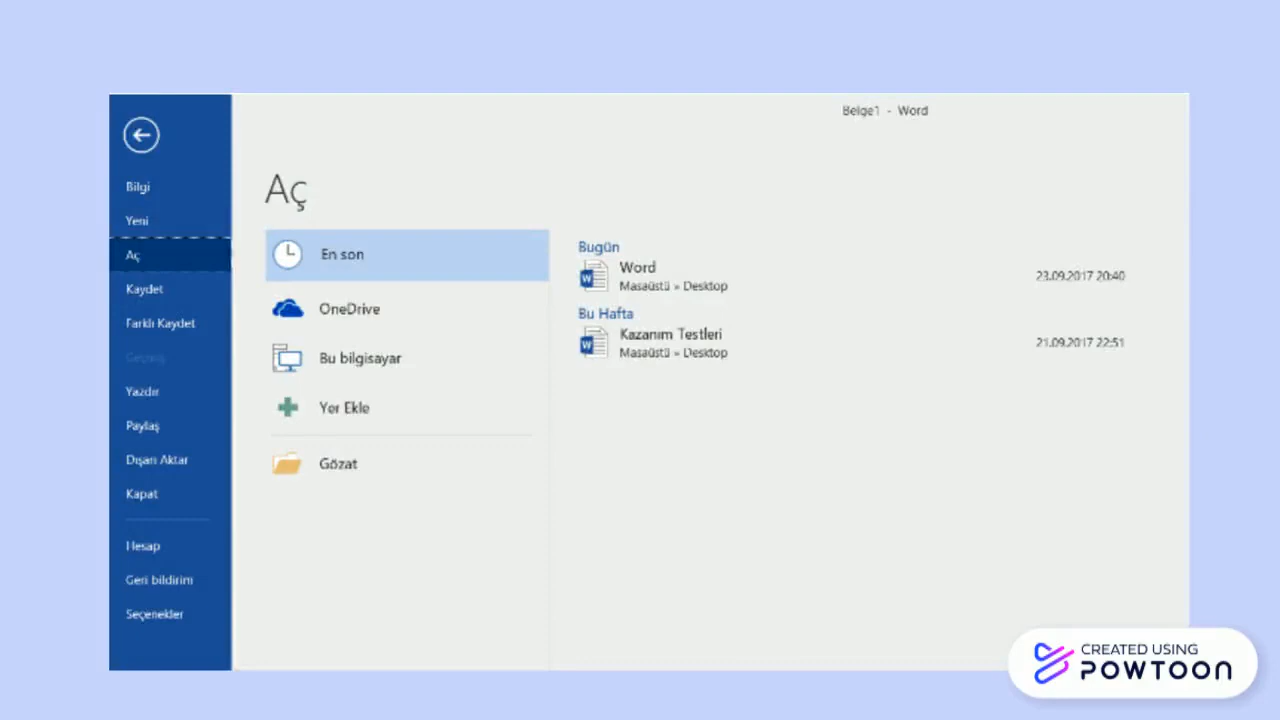 Belge1 - Word
Bilgi
Yeni
Aç
Kaydet
Farklı Kaydet
Geçmiş
Yazdır
Paylaş
Dışarı Aktar
Kapat
Hesap
Geri bildirim
Seçenekler
Aç
En son
OneDrive
Bu bilgisayar
Yer Ekle
Gözat
Bugün
Word
Masaüstü » Desktop
23.09.2017 20:40
Bu Hafta
Kazanım Testleri
Masaüstü » Desktop
21.09.2017 22:51
CREATED USING
POWTOON